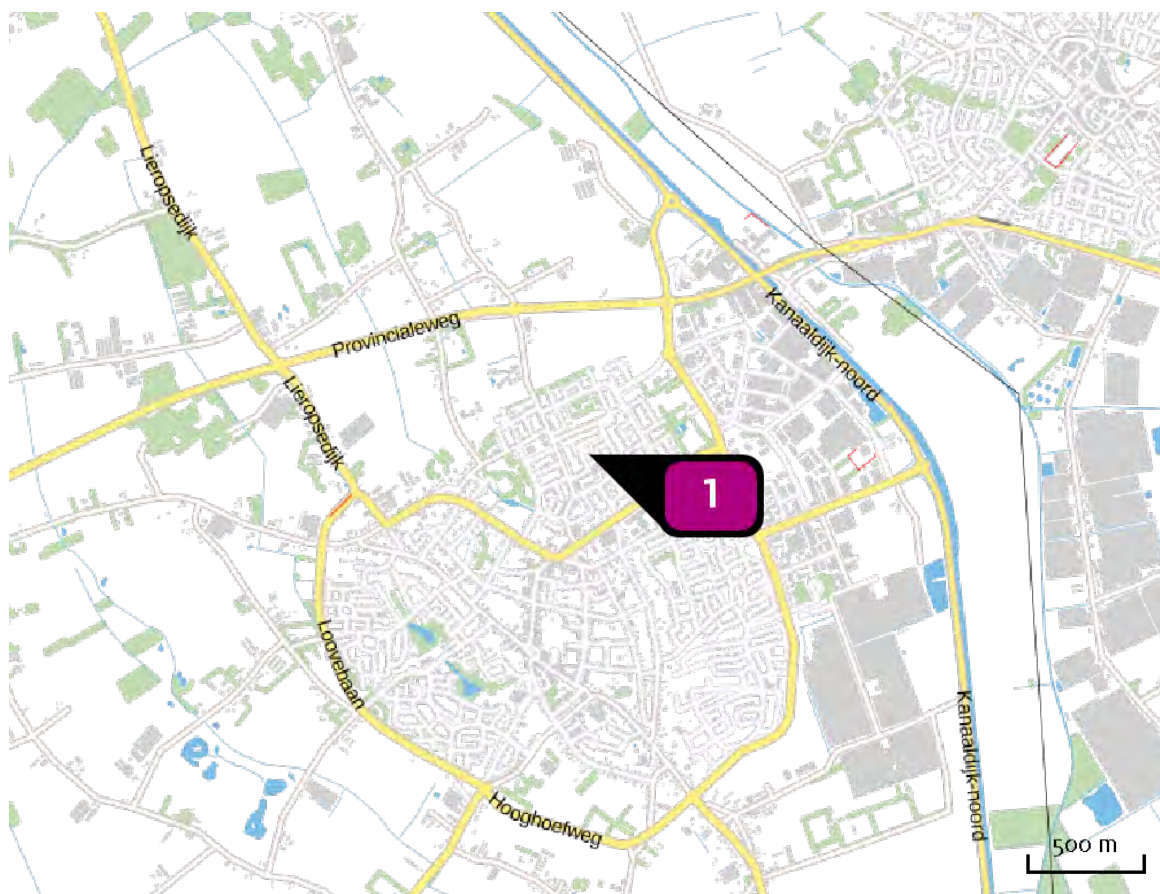 Lieropsedijk
Provincialeweg
Kanaaldijk-noord
Lieropsedijk
1
Loovebaan
Hooghoefweg
Kanaaldijk-noord
500 m